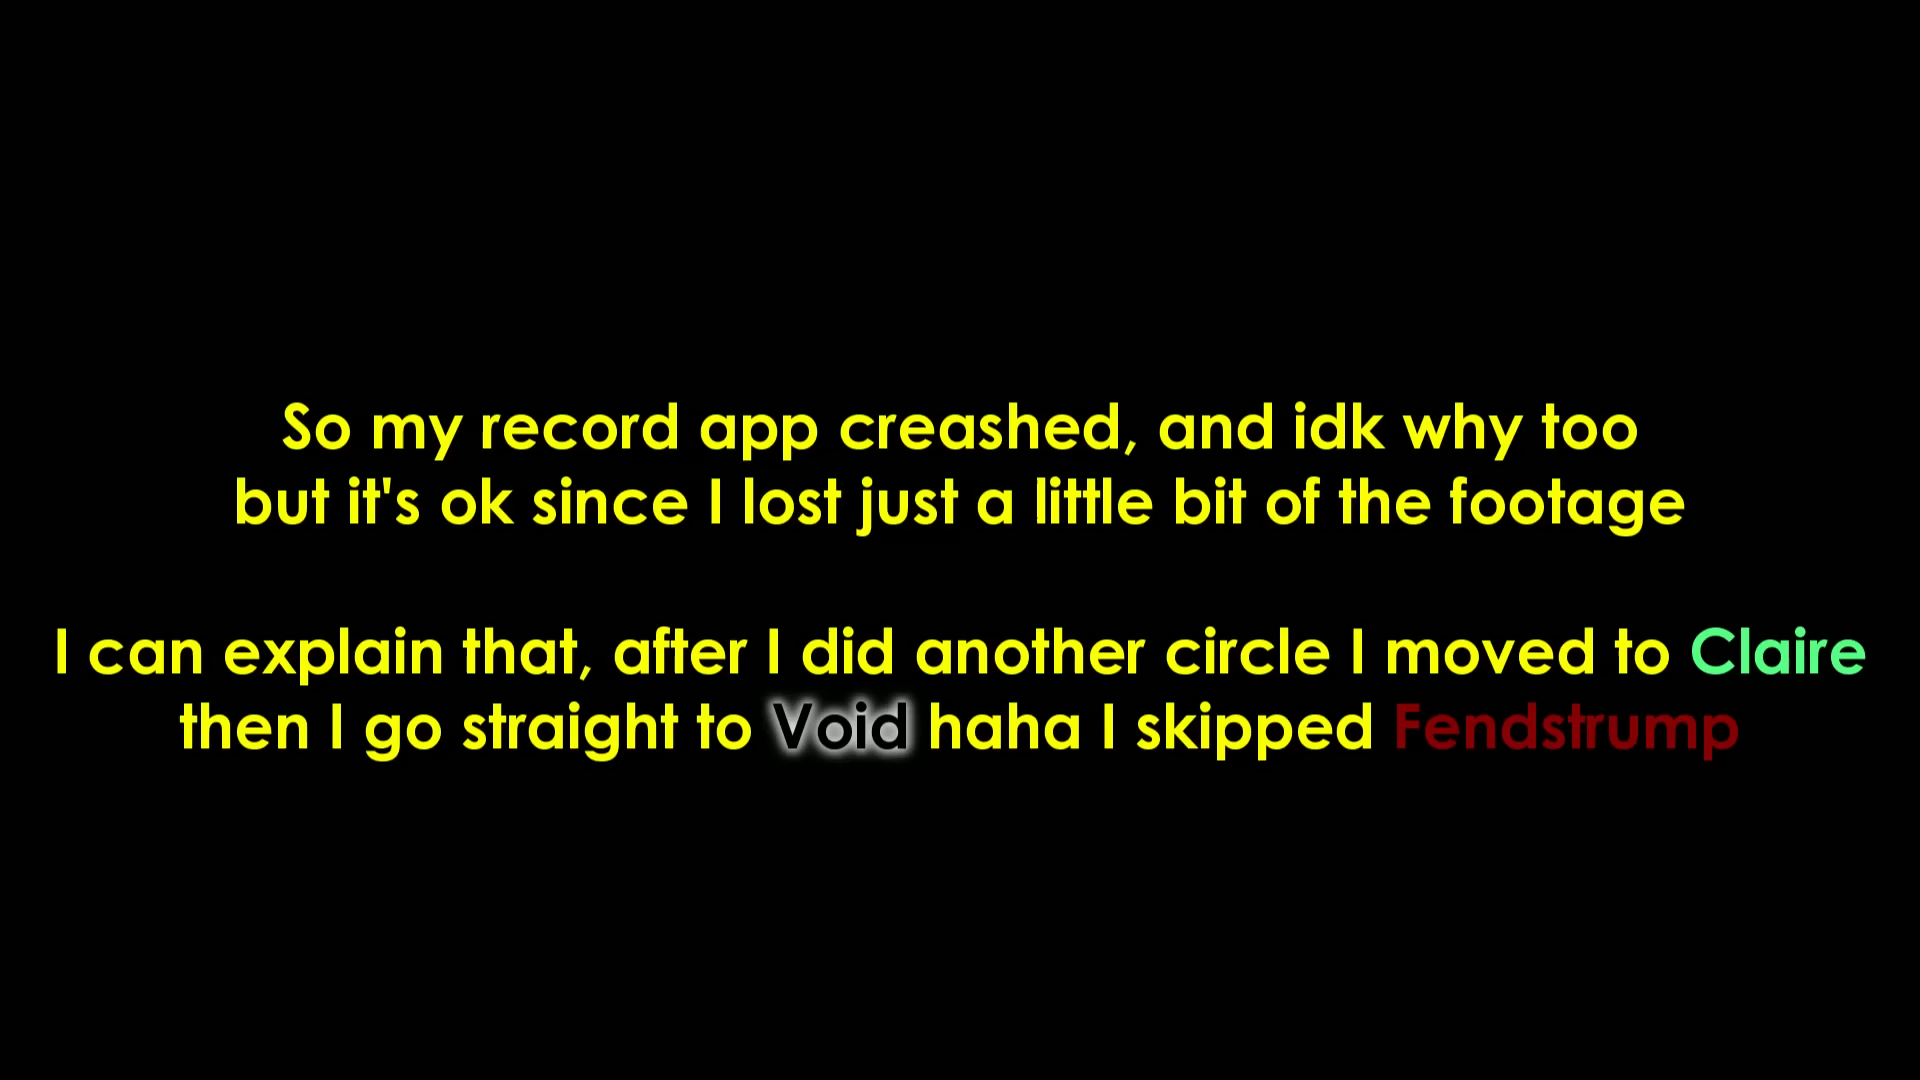 So my record app creashed, and idk why too
but it's ok since I lost just a little bit of the footage
I can explain that, after I did another circle I moved to Claire
then I go straight to Void haha I skipped Fendstrump